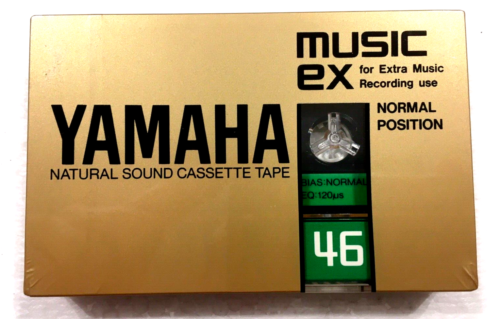 MUSIC
ex for Extra Music
Recording use
NORMAL
POSITION
YAMAHA
NATURAL SOUND CASSETTE TAPE
BIAS:NORMAL
EQ:120µs
46